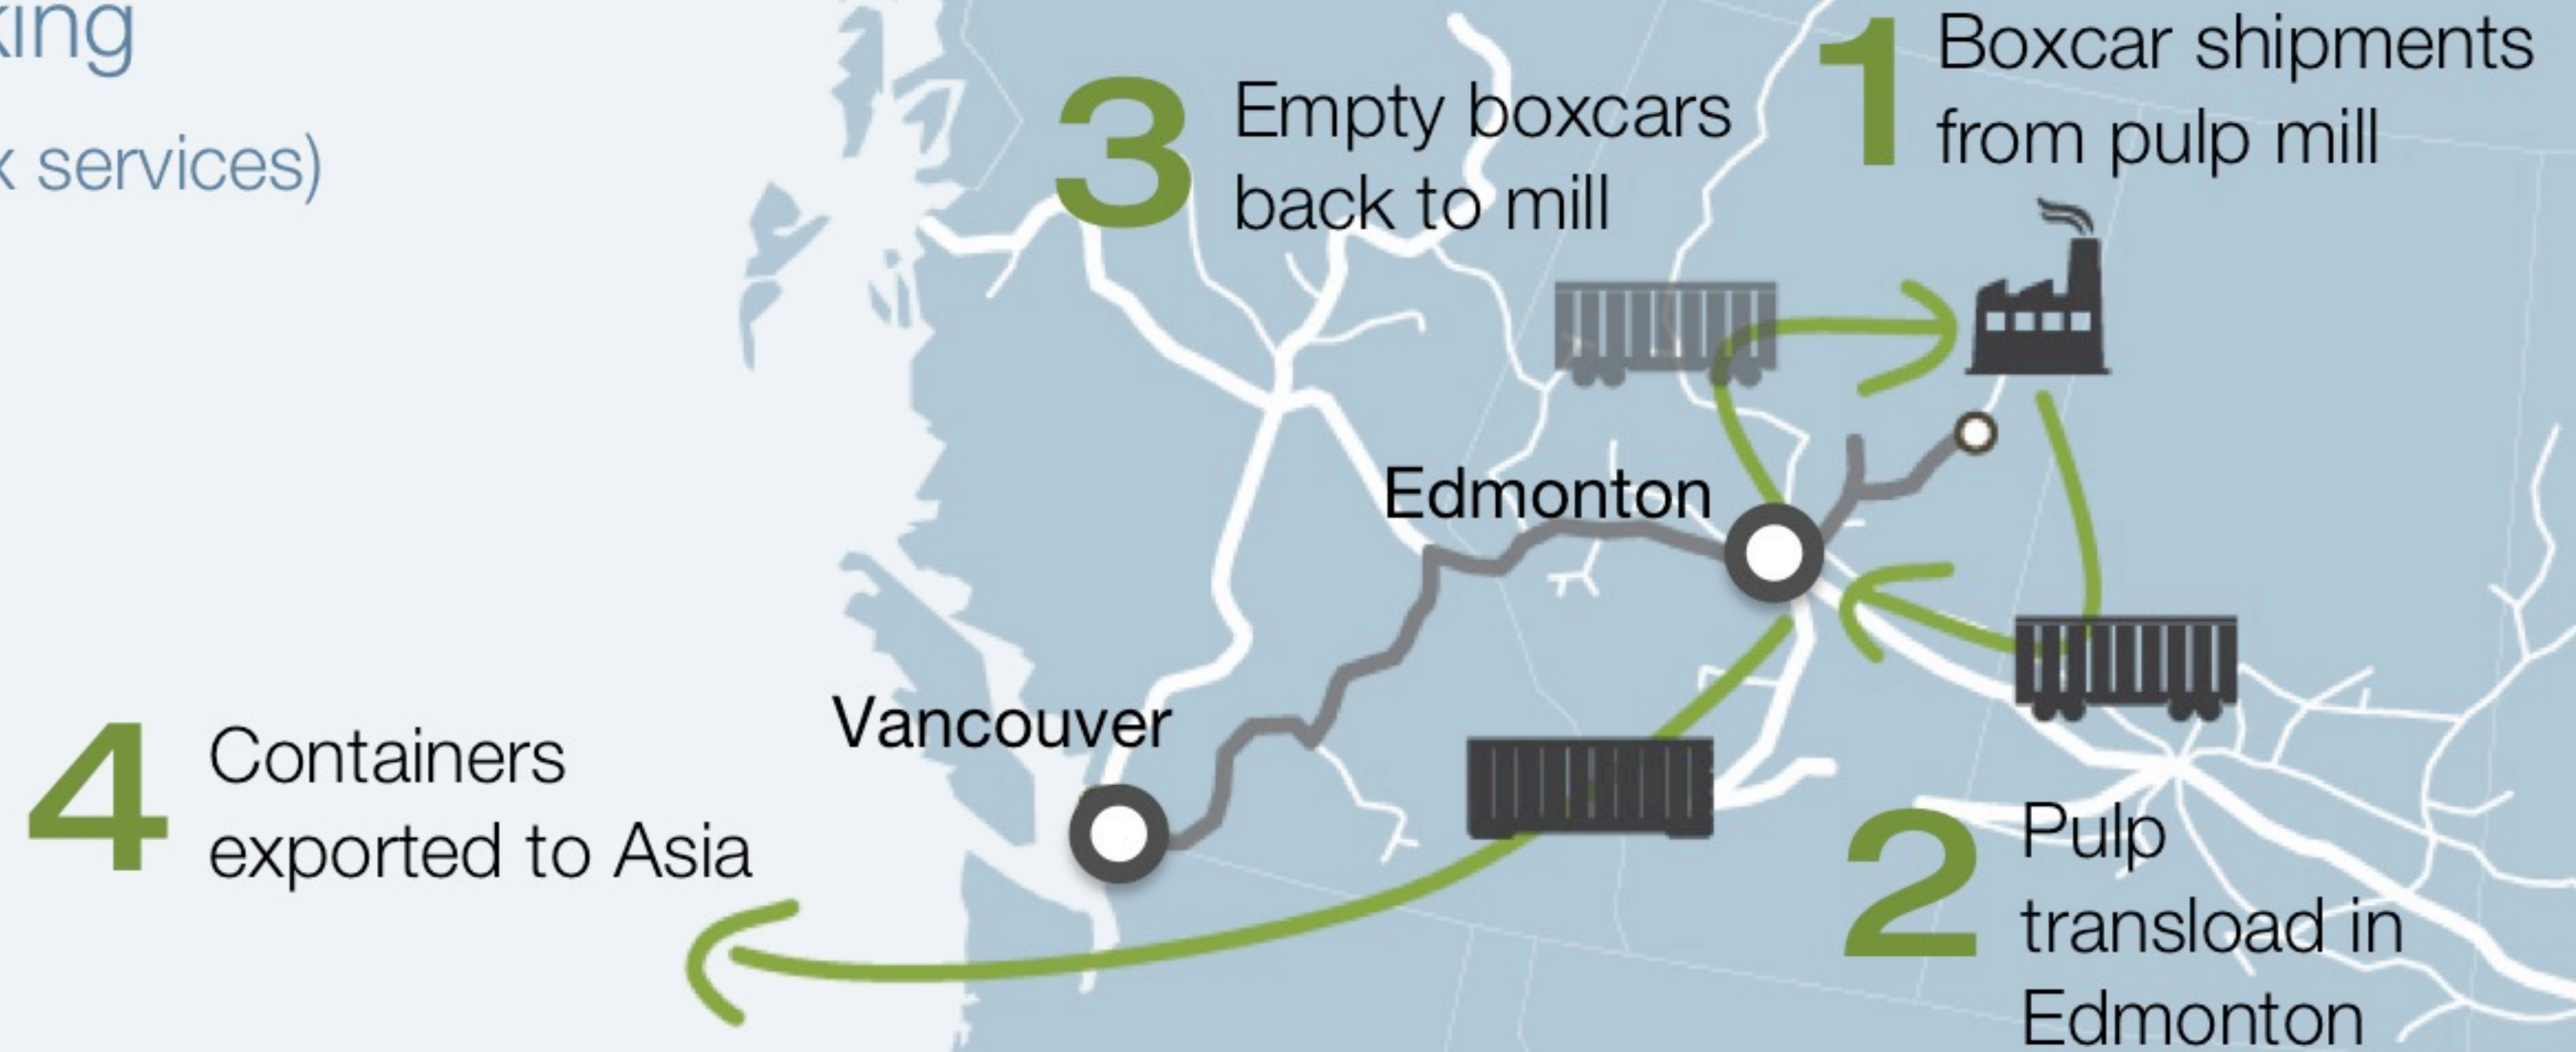 services)
1
Boxcar shipments
from pulp mill
2
Pulp
transload in
Edmonton
3
Empty boxcars
back to mill
4
Containers
exported to Asia
Edmonton
Vancouver